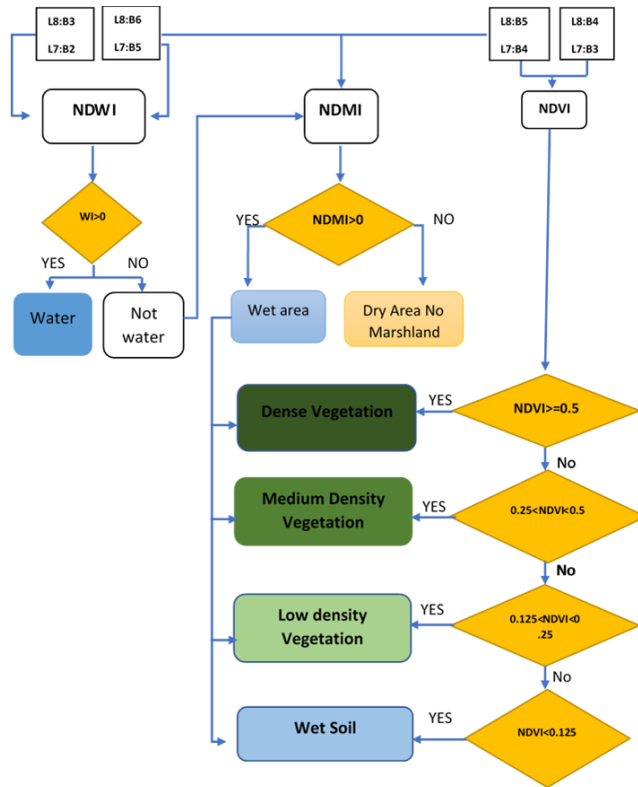 L8:B3
L7:B2
L8:B6
L7:B5
L8:B5
L7:B4
L8:B4
L7:B3
NDWI
NDMI
NDVI
WI>0
YES
NO
NDMI>0
YES
NO
Water
Not
water
Wet area
Dry Area No
Marshland
NDVI>=0.5
YES
Dense Vegetation
No
0.25<NDVI<0.5
YES
Medium Density
Vegetation
No
0.125<NDVI<0
.25
YES
Low density
Vegetation
No
NDVI<0.125
YES
Wet Soil